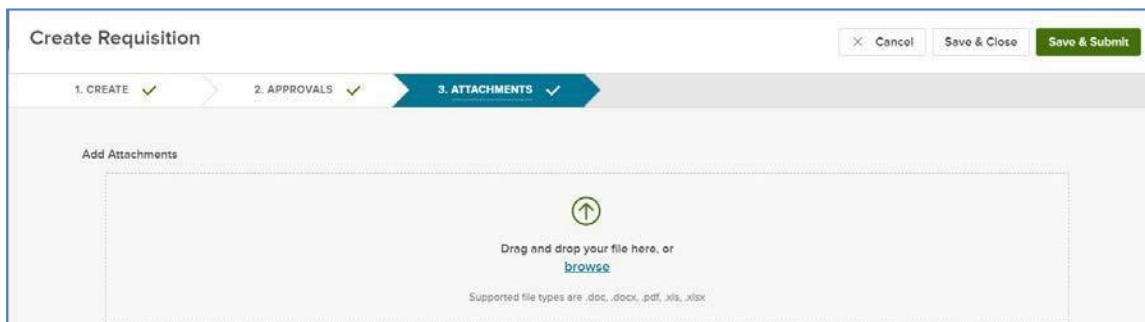 Create Requisition
Cancel
Save & Close
Save & Submit
1. CREATE
2. APPROVALS
3. ATTACHMENTS
Add Attachments
Drag and drop your file here, or
browse
Supported file types are .doc, .docx, .pdf, .xls, .xlsx